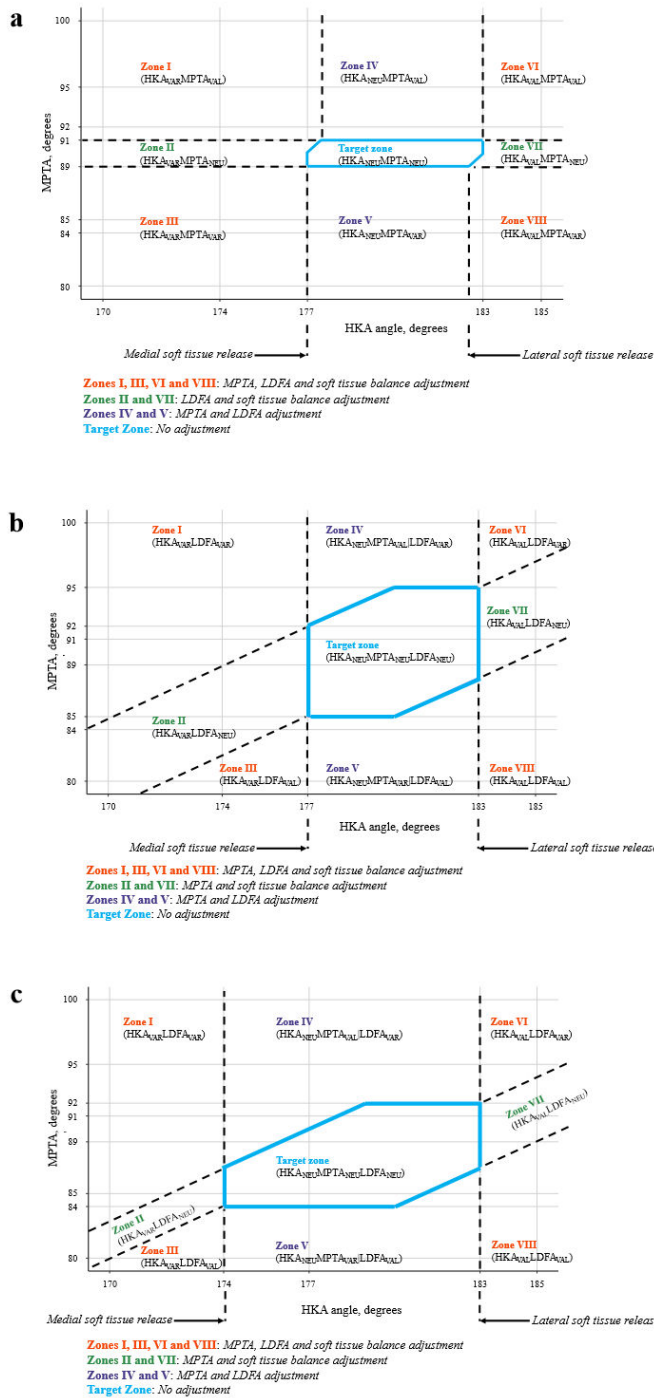 a
100
Zone I
Zone IV
Zone VI
(HKAVARMPTAVAL)
(HKANEUMPTAVAL)
(HKAVALMPTAVAL)
95
MPTA, degrees
92
91
Zone II
Target zone
Zone VII
(HKAVARMPTANEU)
(HKANEUMPTANEU)
(HKAVALMPTANEU)
89
85
Zone III
Zone V
Zone VIII
84
(HKAVARMPTAVAR)
(HKANEUMPTAVAR)
(HKAVALMPTAVAR)
80
170
174
177
183
185
HKA angle, degrees
Medial soft tissue release
Lateral soft tissue release
Zones I, III, VI and VIII: MPTA, LDFA and soft tissue balance adjustment
Zones II and VII: LDFA and soft tissue balance adjustment
Zones IV and V: MPTA and LDFA adjustment
Target Zone: No adjustment
b
100
Zone I
Zone IV
Zone VI
(HKAVARLDFAVAR)
(HKANEUMPTAVAL|LDFAVAR)
(HKAVALLDFAVAR)
95
Zone VII
(HKAVALLDFANEU)
MPTA, degrees
92
91
Target zone
(HKANEUMPTANEULDFANEU)
89
85
84
Zone II
(HKAVARLDFANEU)
Zone III
Zone V
Zone VIII
(HKAVARLDFAVAL)
(HKANEUMPTAVAR|LDFAVAL)
(HKAVALLDFAVAL)
80
170
174
177
183
185
HKA angle, degrees
Medial soft tissue release
Lateral soft tissue release
Zones I, III, VI and VIII: MPTA, LDFA and soft tissue balance adjustment
Zones II and VII: MPTA and soft tissue balance adjustment
Zones IV and V: MPTA and LDFA adjustment
Target Zone: No adjustment
c
100
Zone I
Zone IV
Zone VI
(HKAVARLDFAVAR)
(HKANEUMPTAVAL|LDFAVAR)
(HKAVALLDFAVAR)
95
MPTA, degrees
92
91
Zone VII
(HKAVALLDFANEU)
89
Target zone
(HKANEUMPTANEULDFANEU)
85
84
Zone II
(HKAVARLDFANEU)
Zone III
Zone V
Zone VIII
(HKAVARLDFAVAL)
(HKANEUMPTAVAR|LDFAVAL)
(HKAVALLDFAVAL)
80
170
174
177
183
185
HKA angle, degrees
Medial soft tissue release
Lateral soft tissue release
Zones I, III, VI and VIII: MPTA, LDFA and soft tissue balance adjustment
Zones II and VII: MPTA and soft tissue balance adjustment
Zones IV and V: MPTA and LDFA adjustment
Target Zone: No adjustment